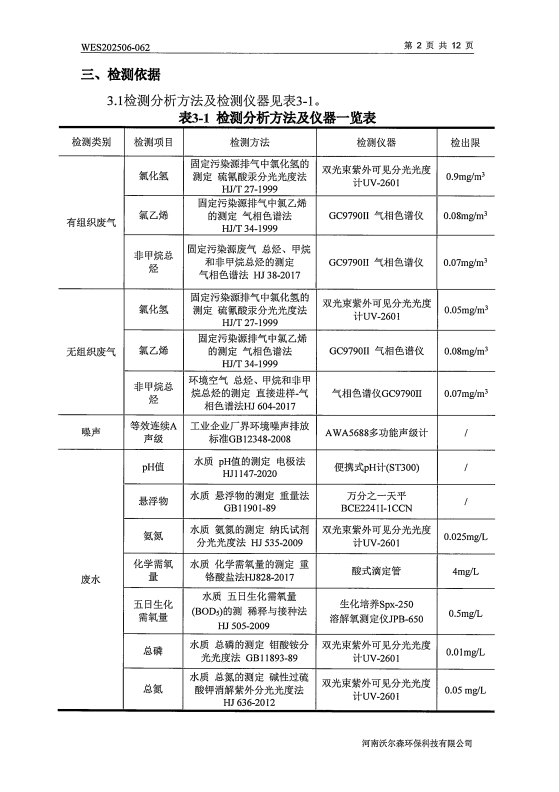 WES202506-062
第 2 页 共 12 页
三、检测依据
3.1检测分析方法及检测仪器见表3-1。
表3-1 检测分析方法及仪器一览表
检测类别 检测项目 检测方法 检测仪器 检出限
有组织废气
氯化氢
固定污染源排气中氯化氢的
测定 硫氰酸汞分光光度法
HJ/T 27-1999
双光束紫外可见分光光度
计UV-2601
0.9mg/m³
氯乙烯
固定污染源排气中氯乙烯
的测定 气相色谱法
HJ/T 34-1999
GC9790II 气相色谱仪
0.08mg/m³
非甲烷总
烃
固定污染源废气 总烃、甲烷
和非甲烷总烃的测定
气相色谱法 HJ 38-2017
GC9790II 气相色谱仪
0.07mg/m³
无组织废气
氯化氢
固定污染源排气中氯化氢的
测定 硫氰酸汞分光光度法
HJ/T 27-1999
双光束紫外可见分光光度
计UV-2601
0.05mg/m³
氯乙烯
固定污染源排气中氯乙烯
的测定 气相色谱法
HJ/T 34-1999
GC9790II 气相色谱仪
0.08mg/m³
非甲烷总
烃
环境空气 总烃、甲烷和非甲
烷总烃的测定 直接进样-气
相色谱法HJ 604-2017
气相色谱仪GC9790II
0.07mg/m³
噪声
等效连续A
声级
工业企业厂界环境噪声排放
标准GB12348-2008
AWA5688多功能声级计
/
废水
pH值
水质 pH值的测定 电极法
HJ1147-2020
便携式pH计(ST300)
/
悬浮物
水质 悬浮物的测定 重量法
GB11901-89
万分之一天平
BCE224I1-1CCN
/
氨氮
水质 氨氮的测定 纳氏试剂
分光光度法 HJ 535-2009
双光束紫外可见分光光度
计UV-2601
0.025mg/L
化学需氧
量
水质 化学需氧量的测定 重
铬酸盐法HJ828-2017
酸式滴定管
4mg/L
五日生化
需氧量
水质 五日生化需氧量
(BOD₅)的测 稀释与接种法
HJ 505-2009
生化培养Spx-250
溶解氧测定仪JPB-650
0.5mg/L
总磷
水质 总磷的测定 钼酸铵分
光光度法 GB11893-89
双光束紫外可见分光光度
计UV-2601
0.01mg/L
总氮
水质 总氮的测定 碱性过硫
酸钾消解紫外分光光度法
HJ 636-2012
双光束紫外可见分光光度
计UV-2601
0.05 mg/L
河南沃尔森环保科技有限公司